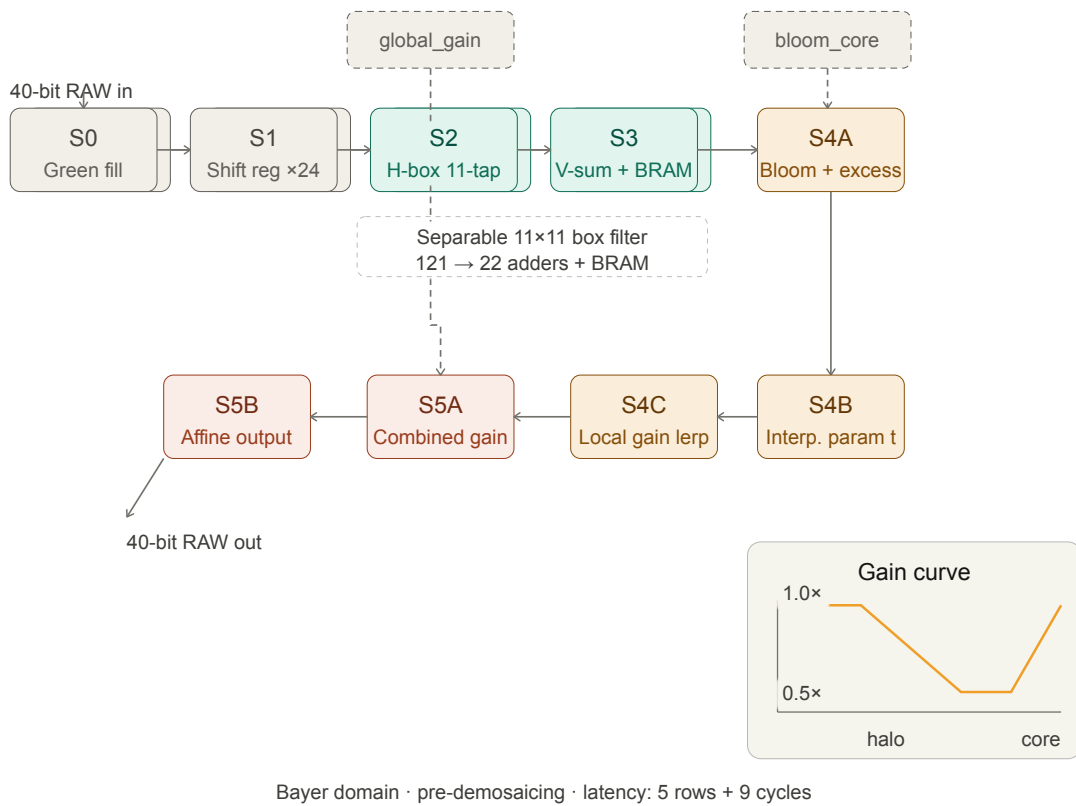 global_gain
bloom_core
40-bit RAW in
S0
Green fill
S1
Shift reg ×24
S2
H-box 11-tap
S3
V-sum + BRAM
S4A
Bloom + excess
Separable 11×11 box filter
121 → 22 adders + BRAM
S5B
Affine output
S5A
Combined gain
S4C
Local gain lerp
S4B
Interp. param t
40-bit RAW out
Gain curve
1.0×
0.5×
halo
core
Bayer domain · pre-demosaicing · latency: 5 rows + 9 cycles